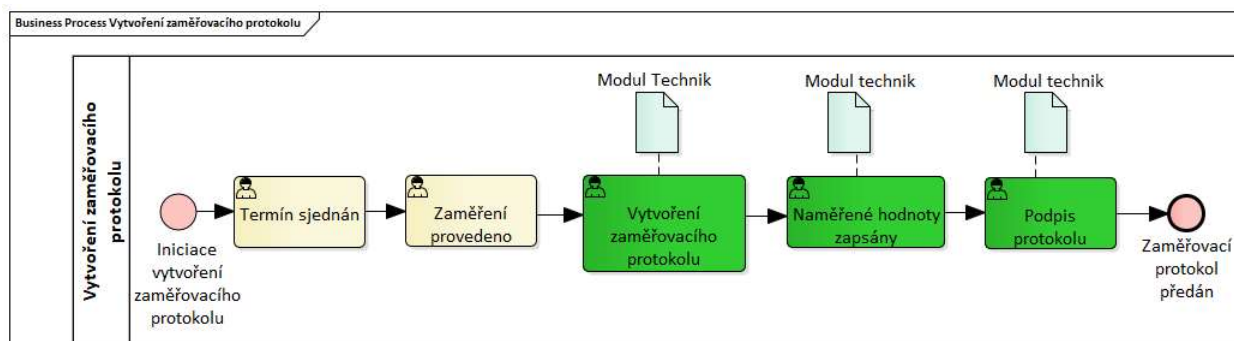 Business Process Vytvoření zaměřovacího protokolu
Vytvoření zaměřovacího
protokolu
Iniciace
vytvoření
zaměřovacího
protokolu
Termín sjednán
Zaměření
provedeno
Modul Technik
Vytvoření
zaměřovacího
protokolu
Modul technik
Naměřené hodnoty
zapsány
Modul technik
Podpis
protokolu
Zaměřovací
protokol
předán